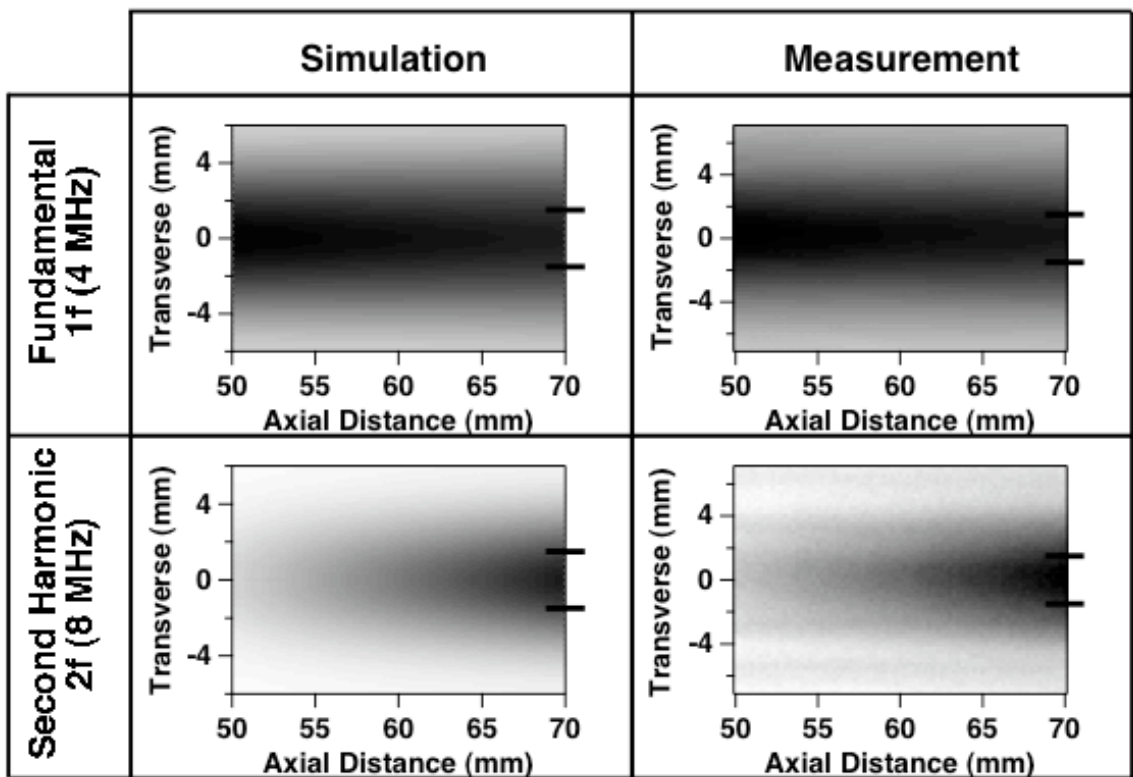 Simulation
Measurement
Fundamental
1f (4 MHz)
Transverse (mm)
4
0
-4
50 55 60 65 70
Axial Distance (mm)
Transverse (mm)
4
0
-4
50 55 60 65 70
Axial Distance (mm)
Second Harmonic
2f (8 MHz)
Transverse (mm)
4
0
-4
50 55 60 65 70
Axial Distance (mm)
Transverse (mm)
4
0
-4
50 55 60 65 70
Axial Distance (mm)